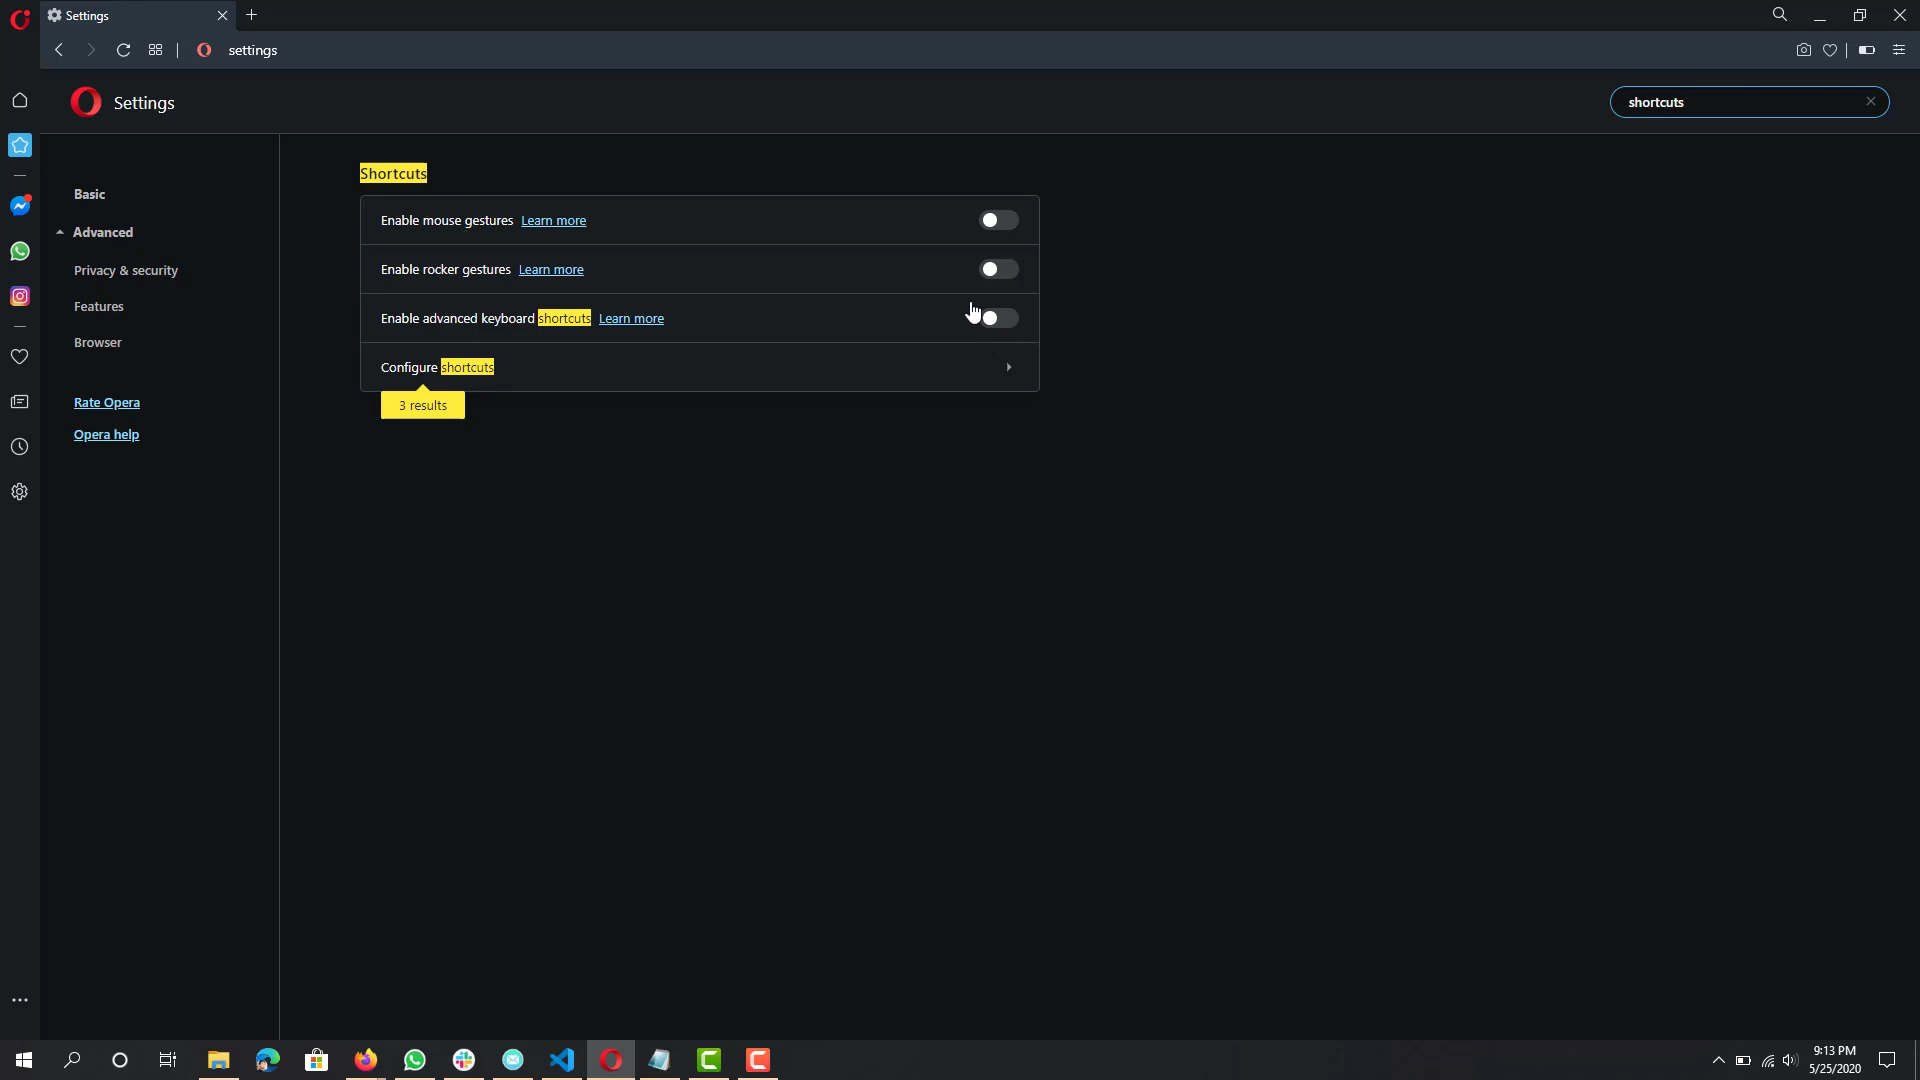 Settings
settings
Settings
shortcuts
Basic
Advanced
Privacy & security
Features
Browser
Rate Opera
Opera help
Shortcuts
Enable mouse gestures Learn more
Enable rocker gestures Learn more
Enable advanced keyboard shortcuts Learn more
Configure shortcuts
3 results
9:13 PM
5/25/2020